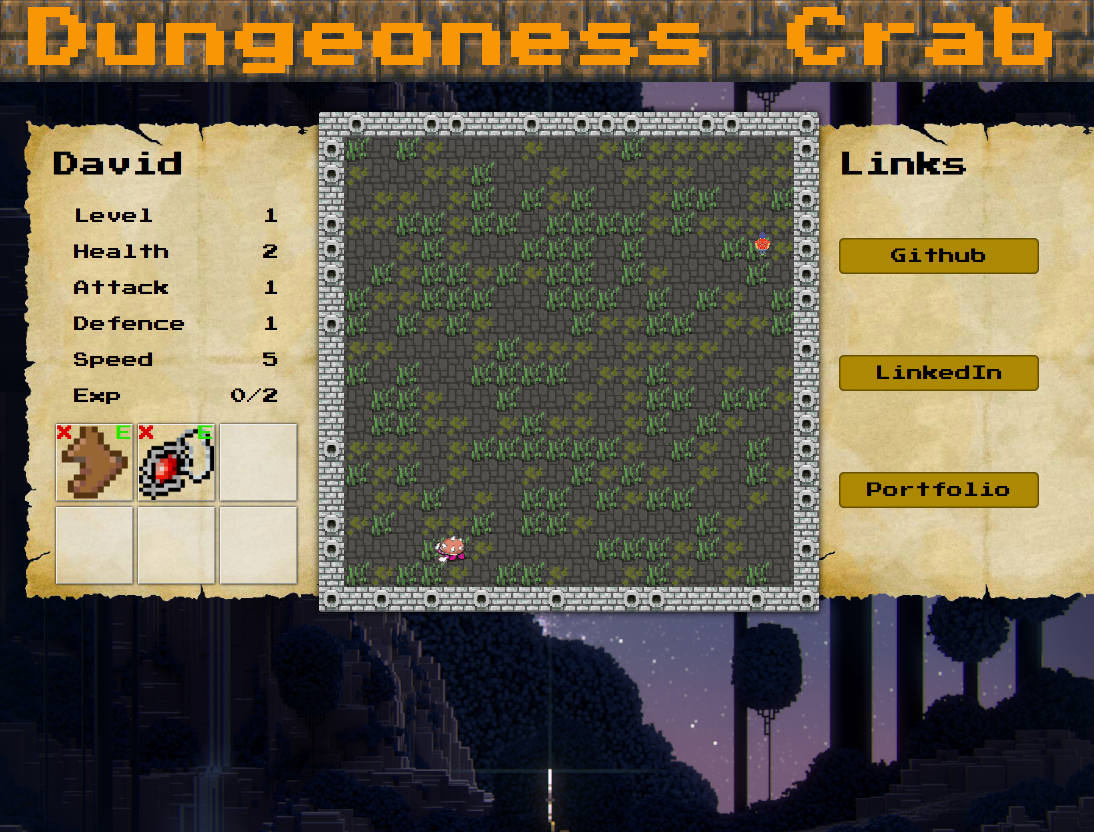 Dungeoness Crab
David
Level 1
Health 2
Attack 1
Defence 1
Speed 5
Exp 0/2
X E X E
Links
Github
LinkedIn
Portfolio